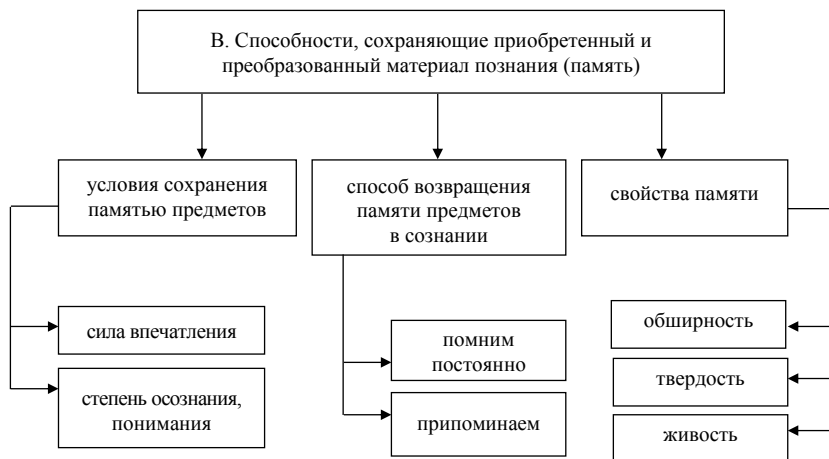 В. Способности, сохраняющие приобретенный и
преобразованный материал познания (память)
условия сохранения
памятью предметов
способ возвращения
памяти предметов
в сознании
свойства памяти
сила впечатления
степень осознания,
понимания
помним
постоянно
припоминаем
обширность
твердость
живость